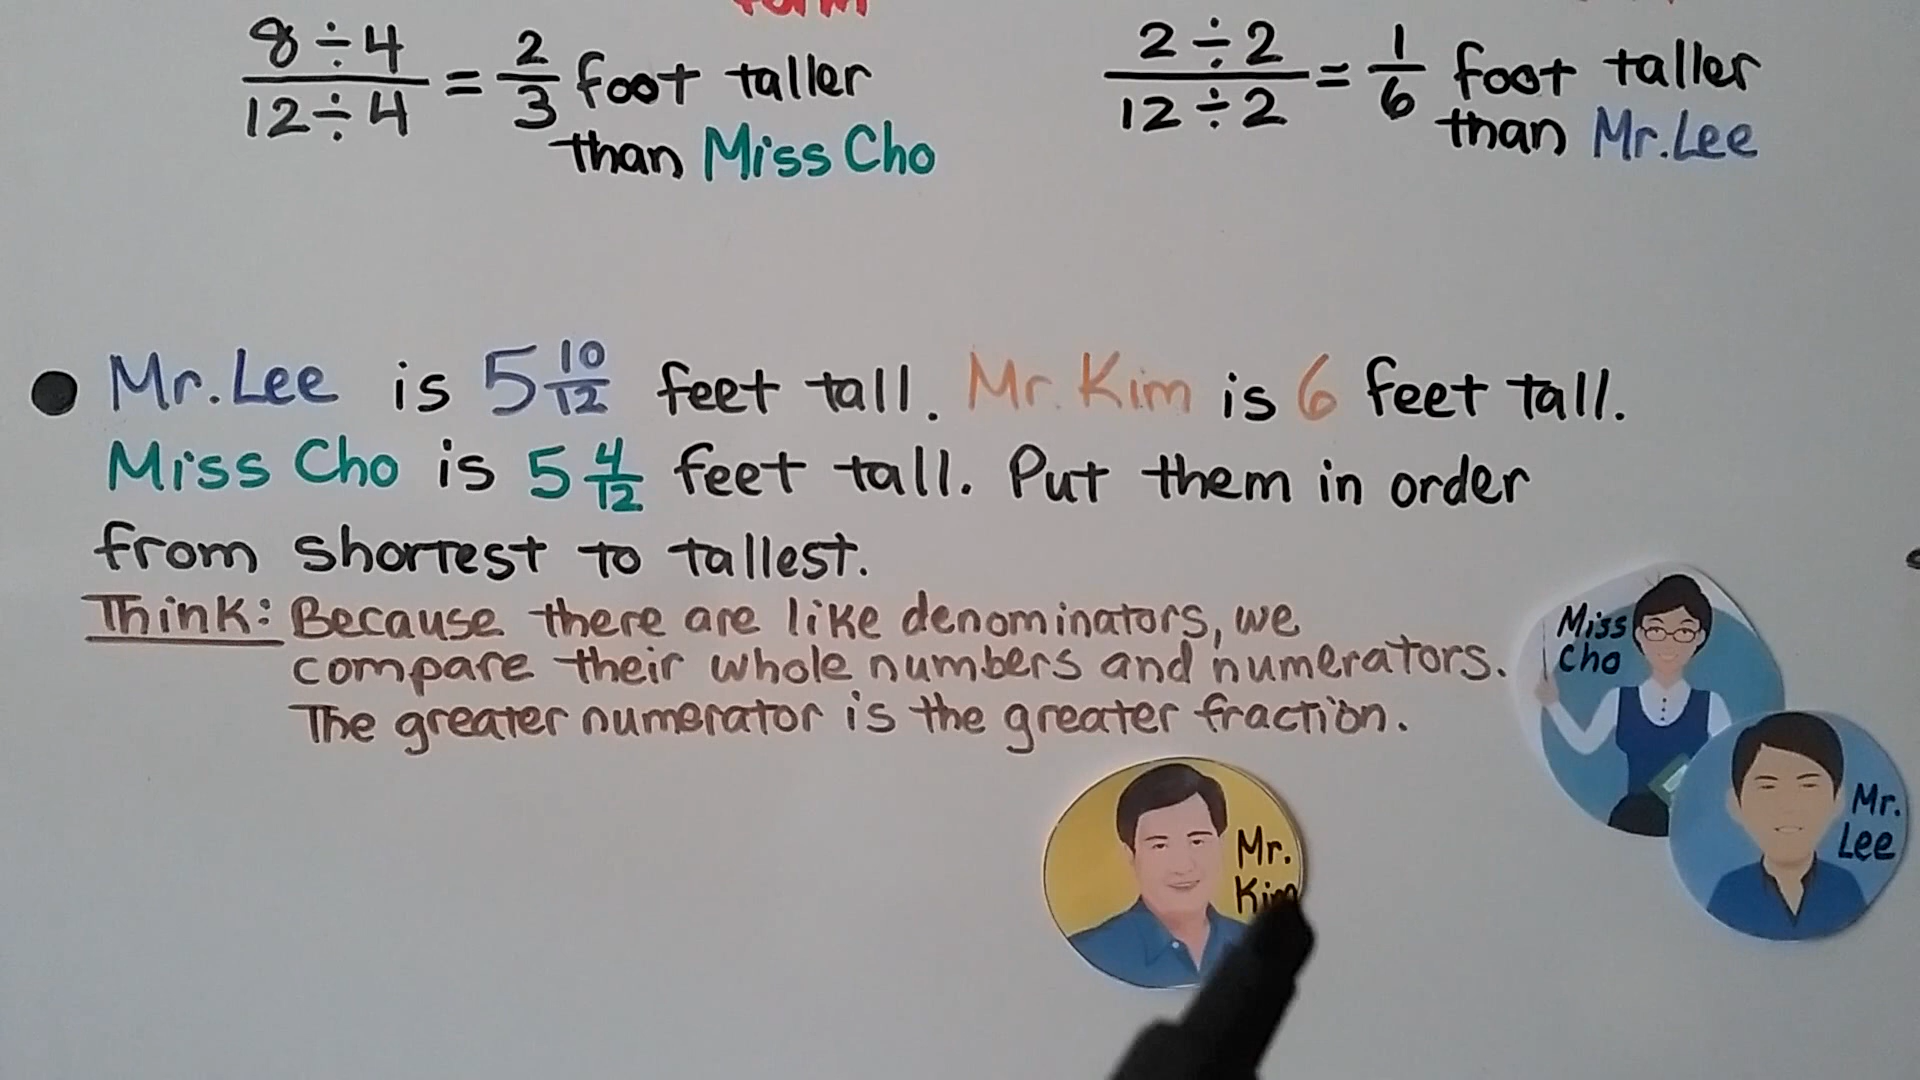 8÷4
12÷4
= 2/3 foot taller
than Miss Cho
2÷2
12÷2
= 1/6 foot taller
than Mr. Lee
Mr. Lee is 5 10/12 feet tall. Mr. Kim is 6 feet tall.
Miss Cho is 5 4/12 feet tall. Put them in order
from shortest to tallest.
Think: Because there are like denominators, we
compare their whole numbers and numerators.
The greater numerator is the greater fraction.
Miss
Cho
Mr.
Lee
Mr.
Kim